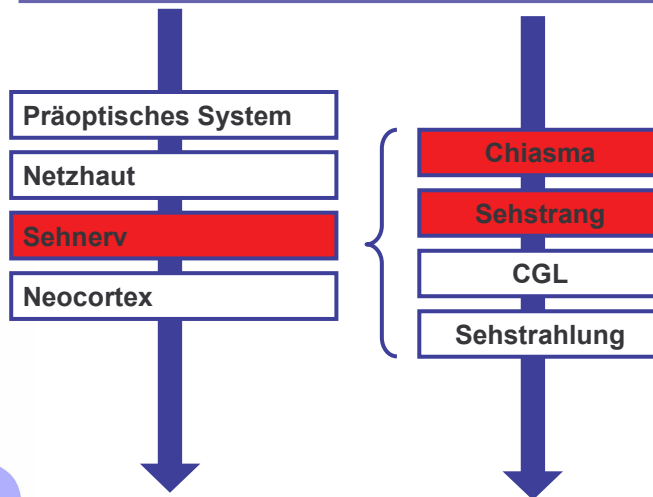 Präoptisches System
Netzhaut
Sehnerv
Neocortex
Chiasma
Sehstrang
CGL
Sehstrahlung